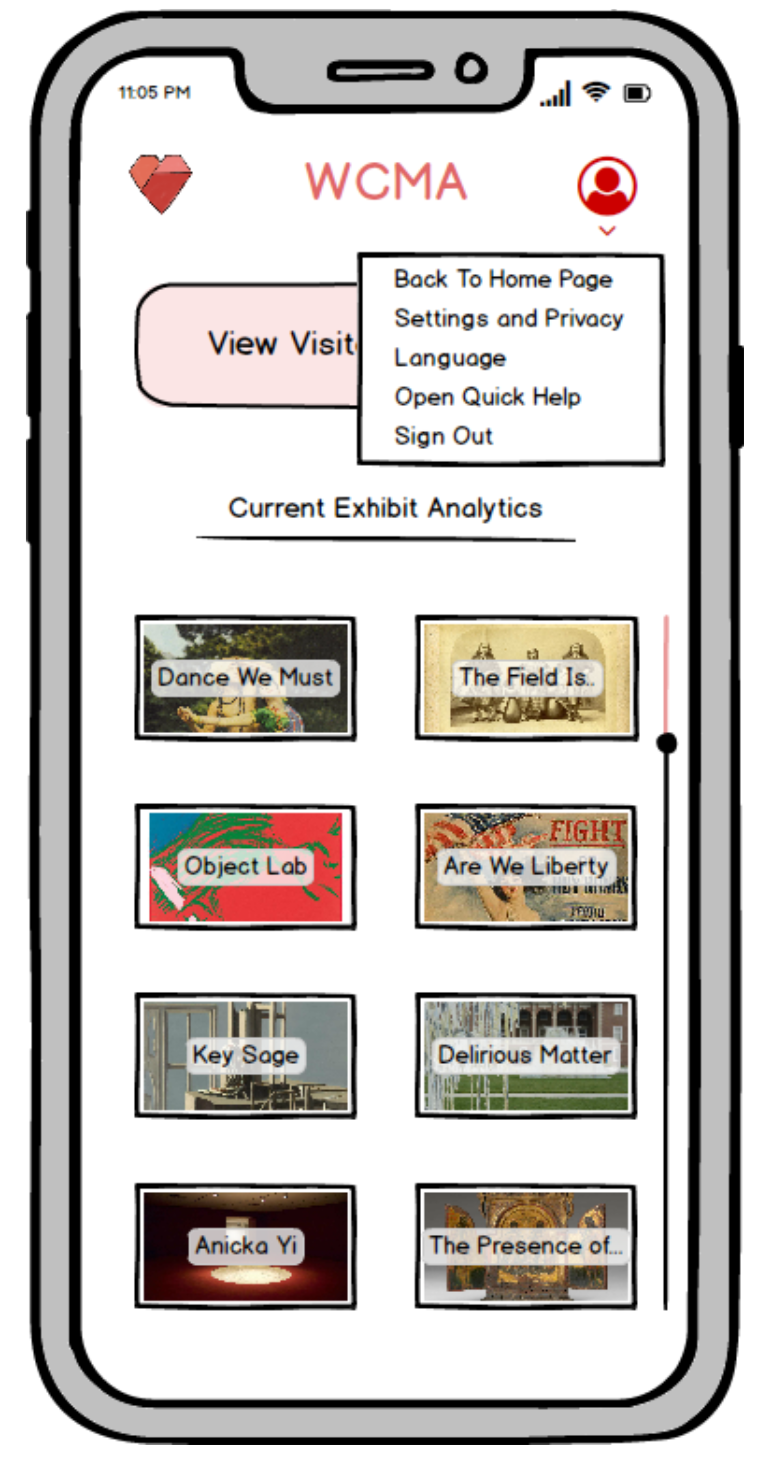 11:05 PM
WCMA
Back To Home Page
Settings and Privacy
Language
Open Quick Help
Sign Out
View Visit
Current Exhibit Analytics
Dance We Must
The Field Is..
Object Lab
Are We Liberty
FIGHT
Key Sage
Delirious Matter
Anicka Yi
The Presence of...